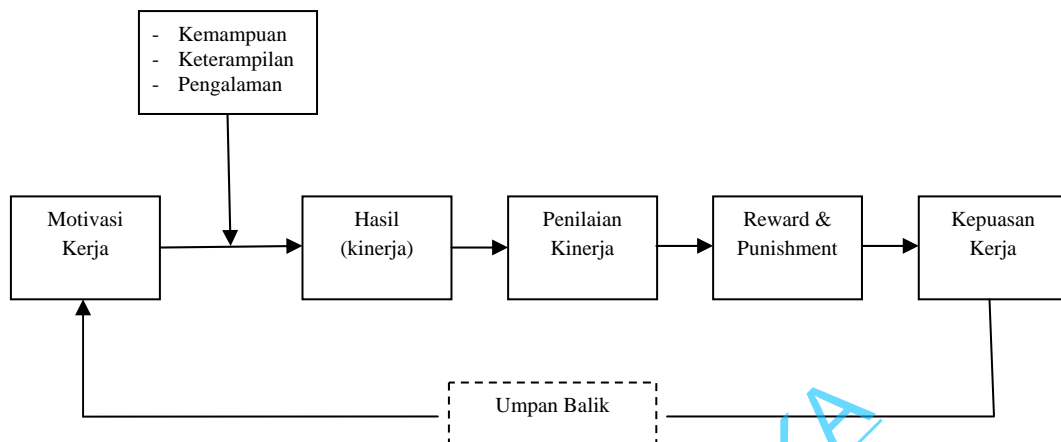 - Kemampuan
- Keterampilan
- Pengalaman
Motivasi
Kerja
Hasil
(kinerja)
Penilaian
Kinerja
Reward &
Punishment
Kepuasan
Kerja
Umpan Balik